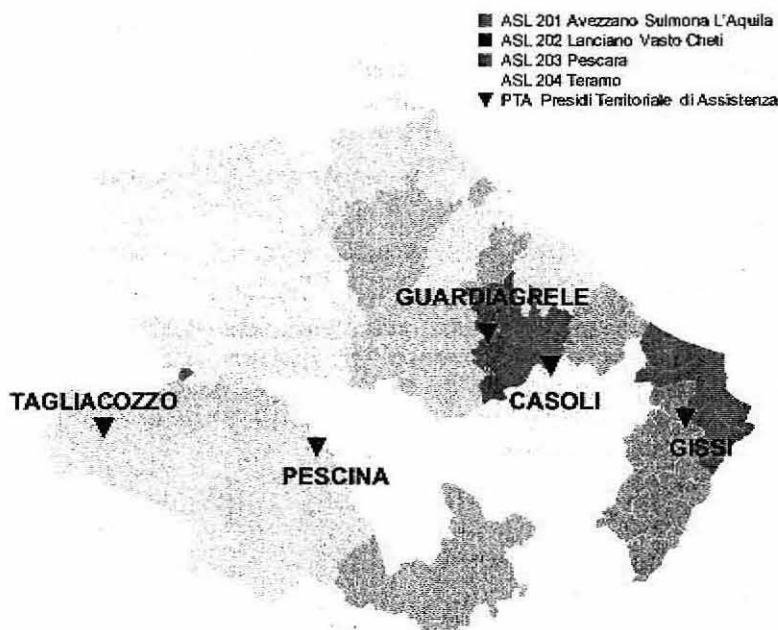 ASL 201 Avezzano Sulmona L'Aquila
ASL 202 Lanciano Vasto Cheti
ASL 203 Pescara
ASL 204 Teramo
PTA Presidi Territoriale di Assistenza
GUARDIAGRELE
TAGLIACOZZO
CASOLI
GISSI
PESCINA